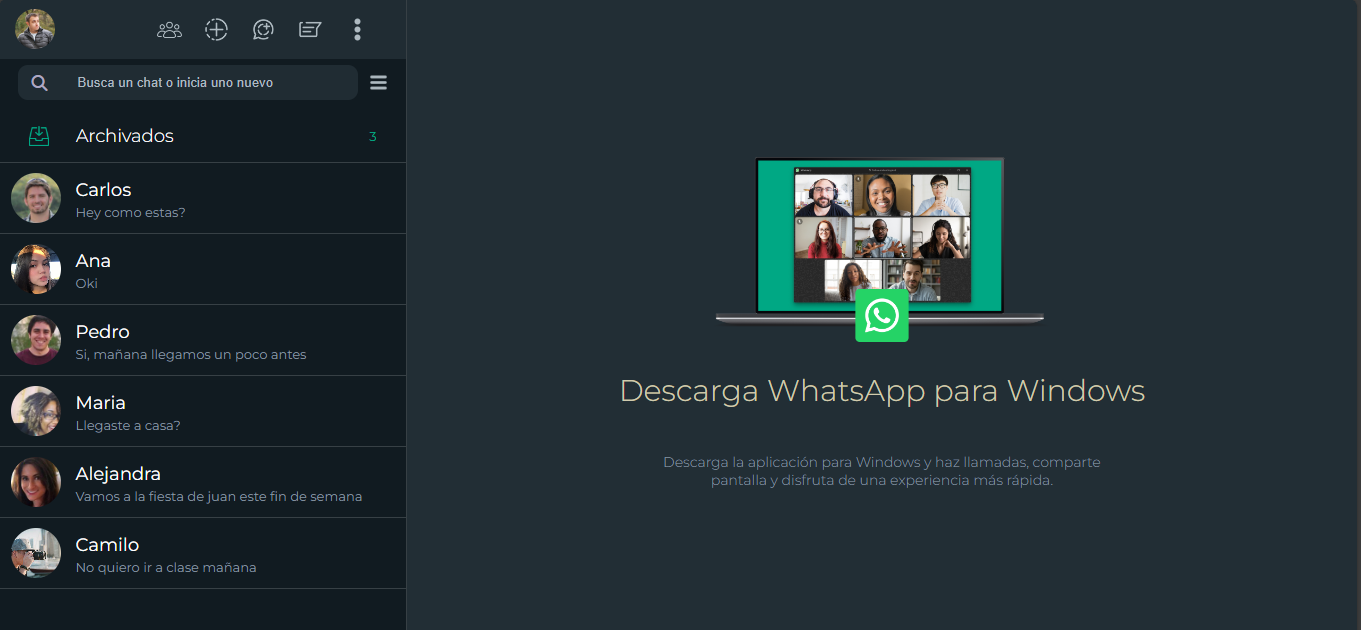 Busca un chat o inicia uno nuevo
Archivados 3
Carlos
Hey como estas?
Ana
Oki
Pedro
Si, mañana llegamos un poco antes
Maria
Llegaste a casa?
Alejandra
Vamos a la fiesta de juan este fin de semana
Camilo
No quiero ir a clase mañana
Descarga WhatsApp para Windows
Descarga la aplicación para Windows y haz llamadas, comparte
pantalla y disfruta de una experiencia más rápida.